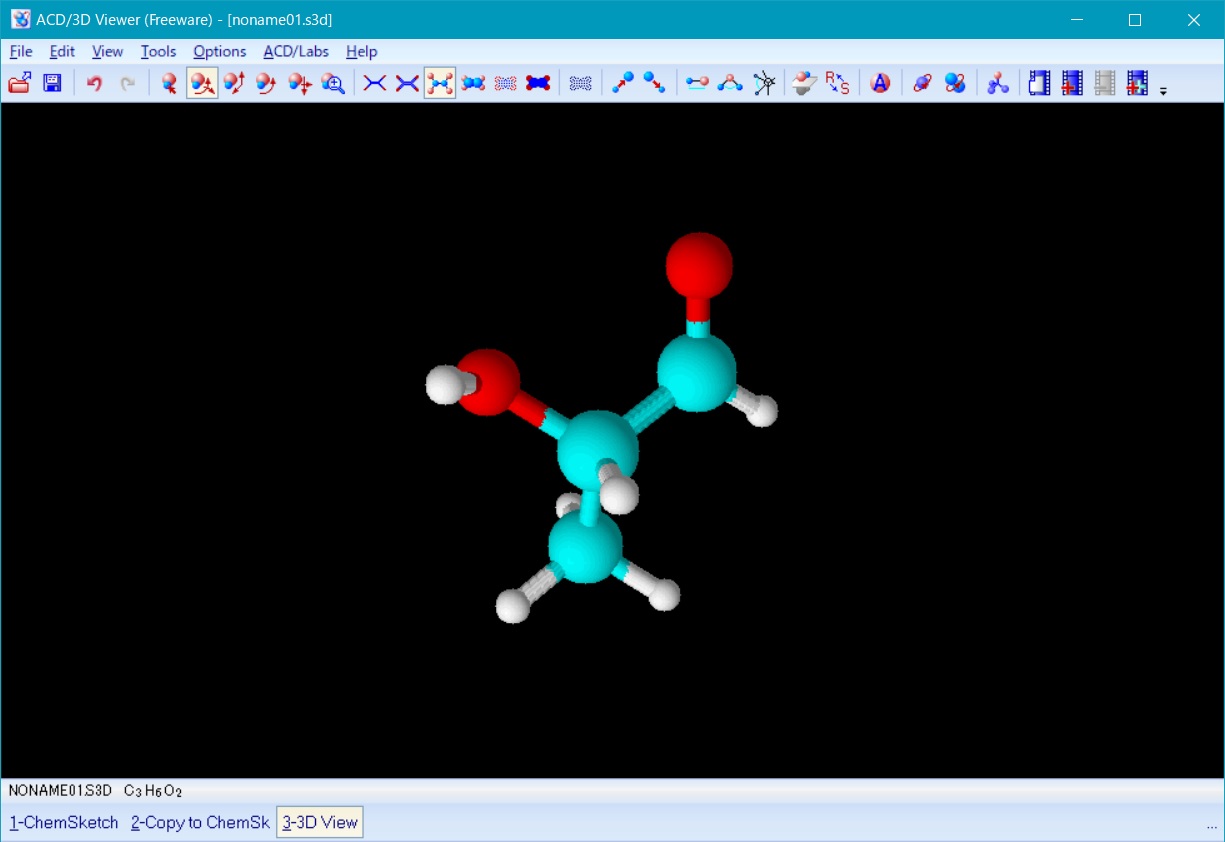 ACD/3D Viewer (Freeware) - [noname01.s3d]
File Edit View Tools Options ACD/Labs Help
R S A
NONAME01.S3D C3H6O2
1-ChemSketch 2-Copy to ChemSk 3-3D View
...